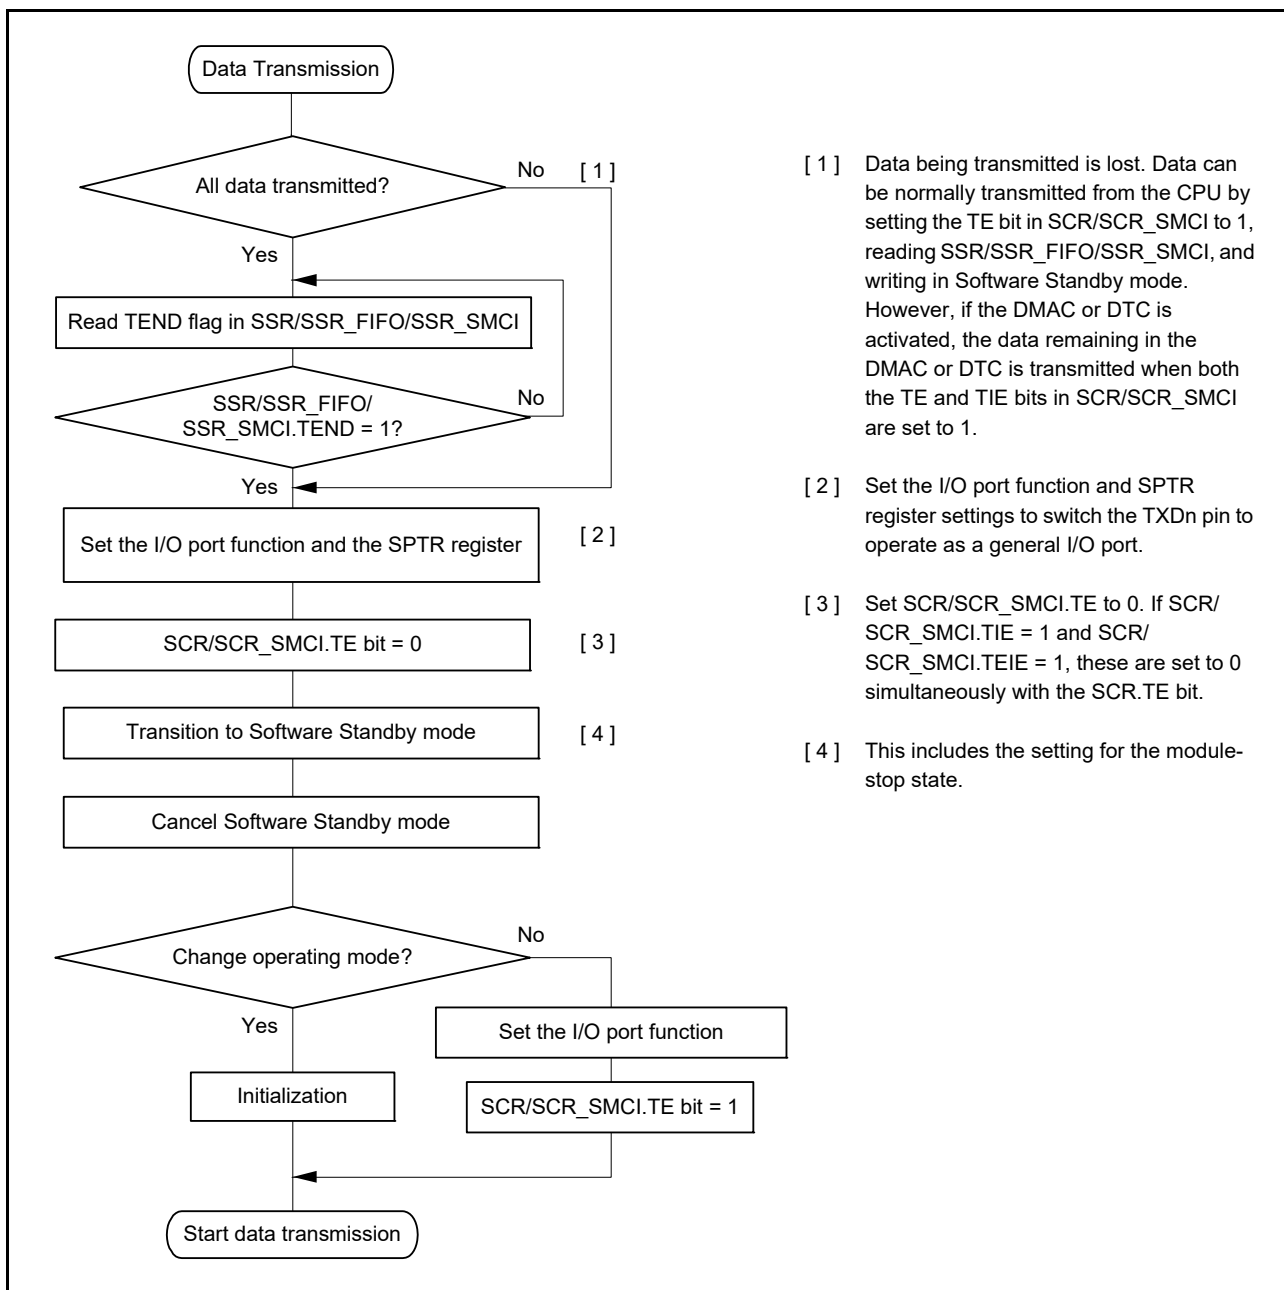 Data Transmission
All data transmitted?
No
[ 1 ]
Yes
Read TEND flag in SSR/SSR_FIFO/SSR_SMCI
SSR/SSR_FIFO/
SSR_SMCI.TEND = 1?
No
Yes
Set the I/O port function and the SPTR register
[ 2 ]
SCR/SCR_SMCI.TE bit = 0
[ 3 ]
Transition to Software Standby mode
[ 4 ]
Cancel Software Standby mode
Change operating mode?
No
Yes
Set the I/O port function
Initialization
SCR/SCR_SMCI.TE bit = 1
Start data transmission
[ 1 ] Data being transmitted is lost. Data can
be normally transmitted from the CPU by
setting the TE bit in SCR/SCR_SMCI to 1,
reading SSR/SSR_FIFO/SSR_SMCI, and
writing in Software Standby mode.
However, if the DMAC or DTC is
activated, the data remaining in the
DMAC or DTC is transmitted when both
the TE and TIE bits in SCR/SCR_SMCI
are set to 1.
[ 2 ] Set the I/O port function and SPTR
register settings to switch the TXDn pin to
operate as a general I/O port.
[ 3 ] Set SCR/SCR_SMCI.TE to 0. If SCR/
SCR_SMCI.TIE = 1 and SCR/
SCR_SMCI.TEIE = 1, these are set to 0
simultaneously with the SCR.TE bit.
[ 4 ] This includes the setting for the module-
stop state.